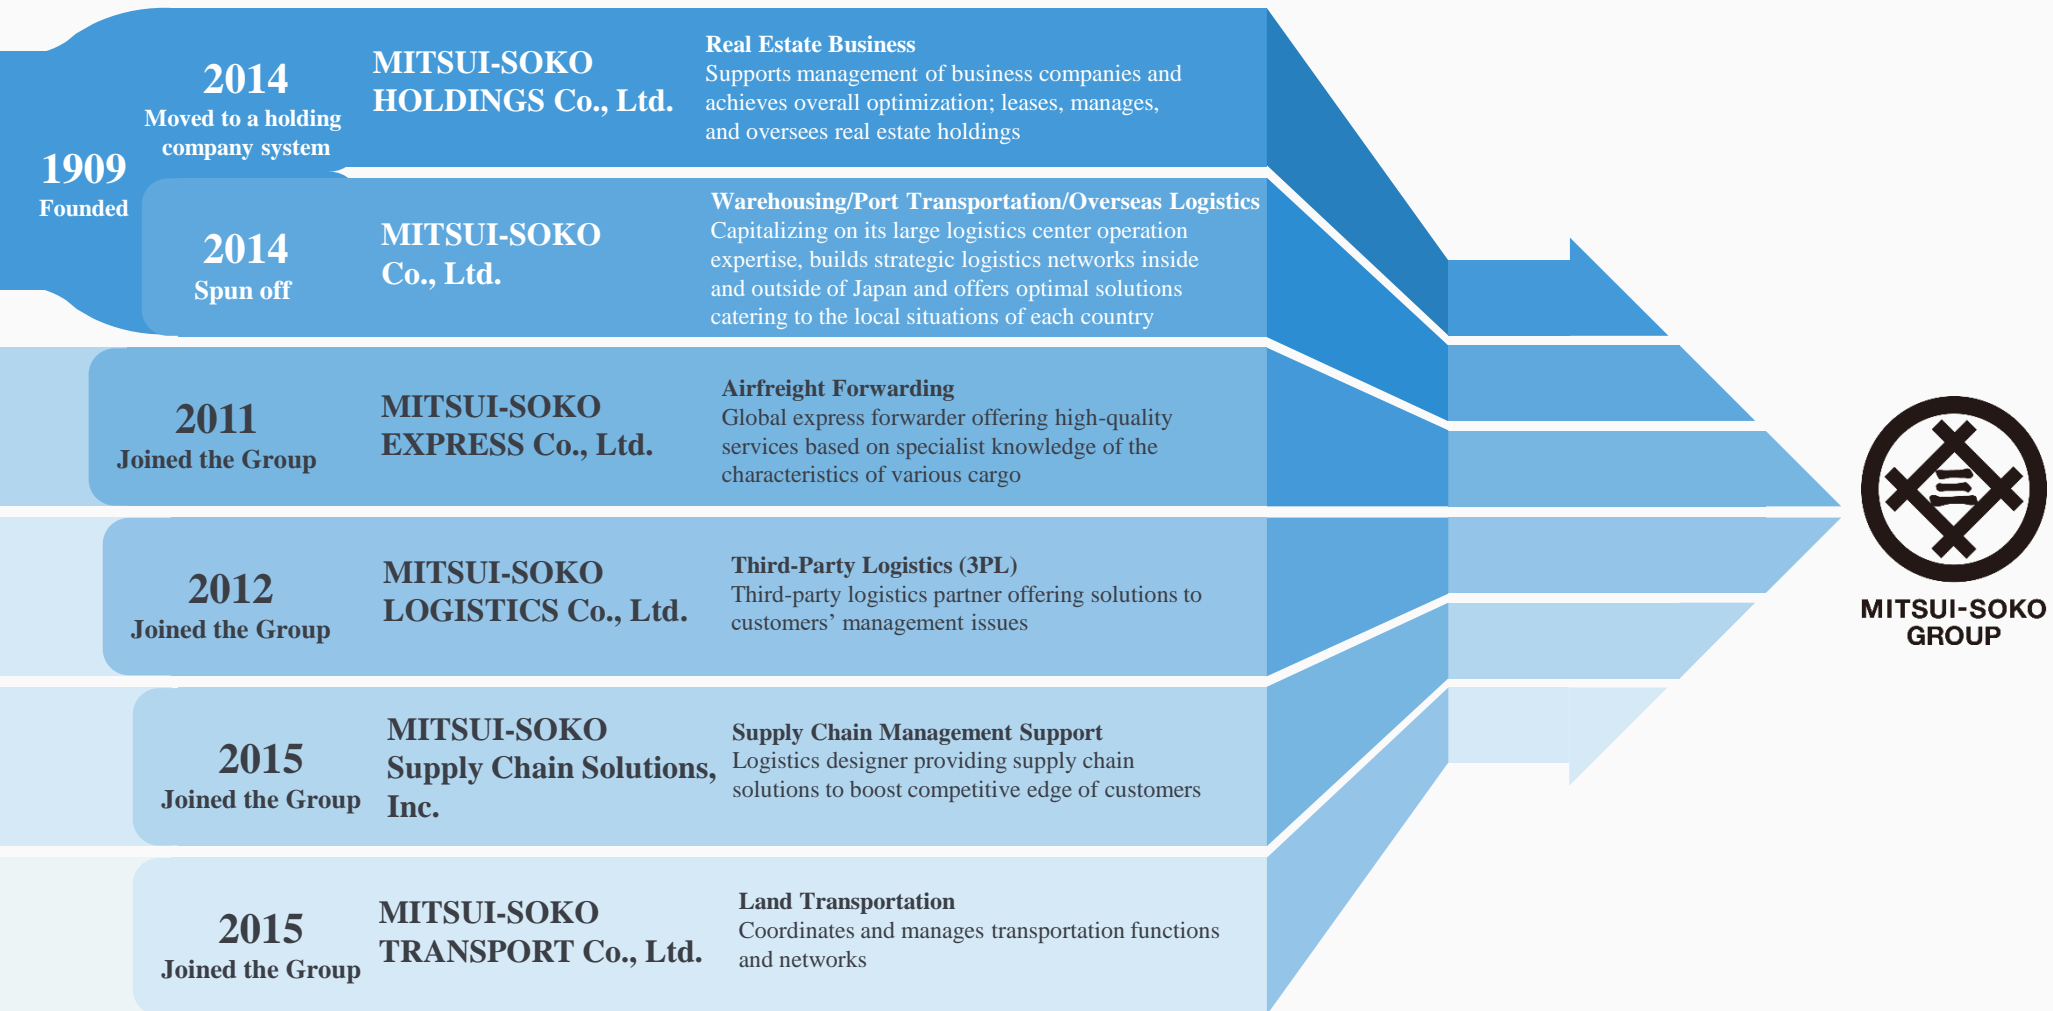 1909
Founded
2014
Moved to a holding
company system
MITSUI-SOKO
HOLDINGS Co., Ltd.
Real Estate Business
Supports management of business companies and
achieves overall optimization; leases, manages,
and oversees real estate holdings
2014
Spun off
MITSUI-SOKO
Co., Ltd.
Warehousing/Port Transportation/Overseas Logistics
Capitalizing on its large logistics center operation
expertise, builds strategic logistics networks inside
and outside of Japan and offers optimal solutions
catering to the local situations of each country
2011
Joined the Group
MITSUI-SOKO
EXPRESS Co., Ltd.
Airfreight Forwarding
Global express forwarder offering high-quality
services based on specialist knowledge of the
characteristics of various cargo
2012
Joined the Group
MITSUI-SOKO
LOGISTICS Co., Ltd.
Third-Party Logistics (3PL)
Third-party logistics partner offering solutions to
customers’ management issues
2015
Joined the Group
MITSUI-SOKO
Supply Chain Solutions,
Inc.
Supply Chain Management Support
Logistics designer providing supply chain
solutions to boost competitive edge of customers
2015
Joined the Group
MITSUI-SOKO
TRANSPORT Co., Ltd.
Land Transportation
Coordinates and manages transportation functions
and networks
三
MITSUI-SOKO
GROUP